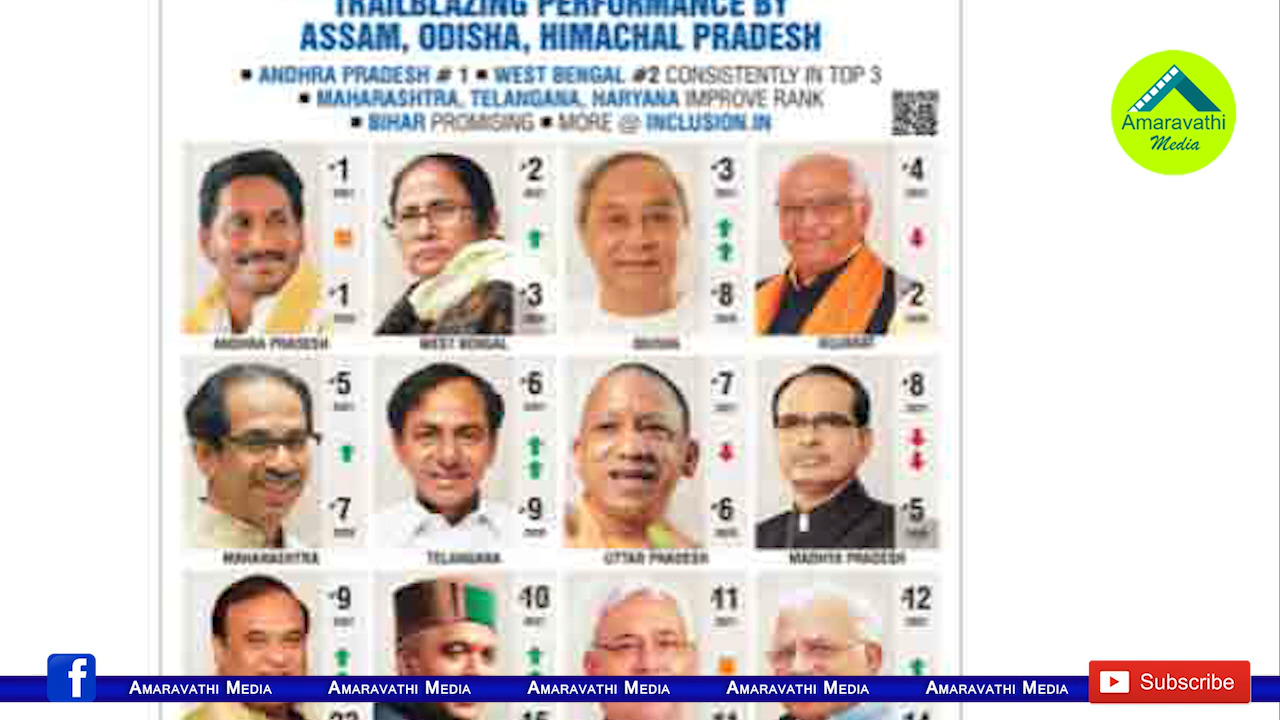 TRAILBLAZING PERFORMANCE BY
ASSAM, ODISHA, HIMACHAL PRADESH
▪ ANDHRA PRADESH # 1 ▪ WEST BENGAL #2 CONSISTENTLY IN TOP 3
▪ MAHARASHTRA, TELANGANA, HARYANA IMPROVE RANK
▪ BIHAR PROMISING ▪ MORE @ INCLUSION.IN
Amaravathi
Media
#1 #2 #3 #4
#1 #3 #8 #2
ANDHRA PRADESH WEST BENGAL ODISHA GUJARAT
#5 #6 #7 #8
#7 #9 #6 #5
MAHARASHTRA TELANGANA UTTAR PRADESH MADHYA PRADESH
#9 #10 #11 #12
f AMARAVATHI MEDIA AMARAVATHI MEDIA AMARAVATHI MEDIA AMARAVATHI MEDIA AMARAVATHI MEDIA Subscribe